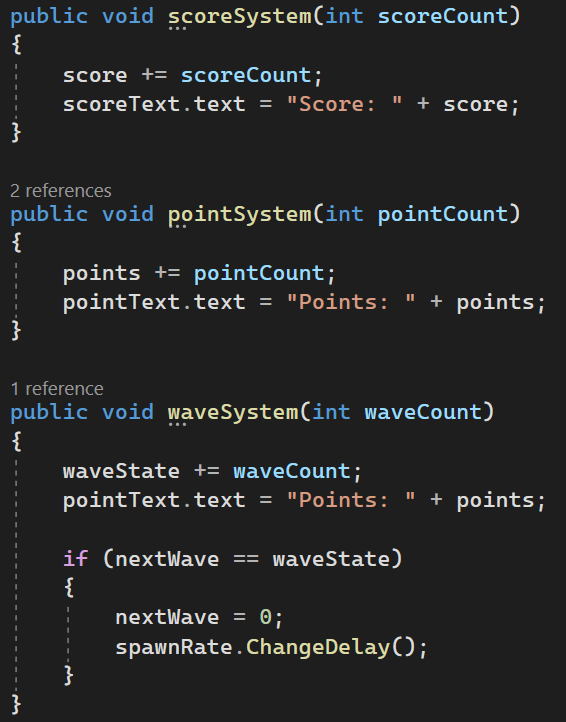 public void scoreSystem(int scoreCount)
{
score += scoreCount;
scoreText.text = "Score: " + score;
}
2 references
public void pointSystem(int pointCount)
{
points += pointCount;
pointText.text = "Points: " + points;
}
1 reference
public void waveSystem(int waveCount)
{
waveState += waveCount;
pointText.text = "Points: " + points;
if (nextWave == waveState)
{
nextWave = 0;
spawnRate.ChangeDelay();
}
}